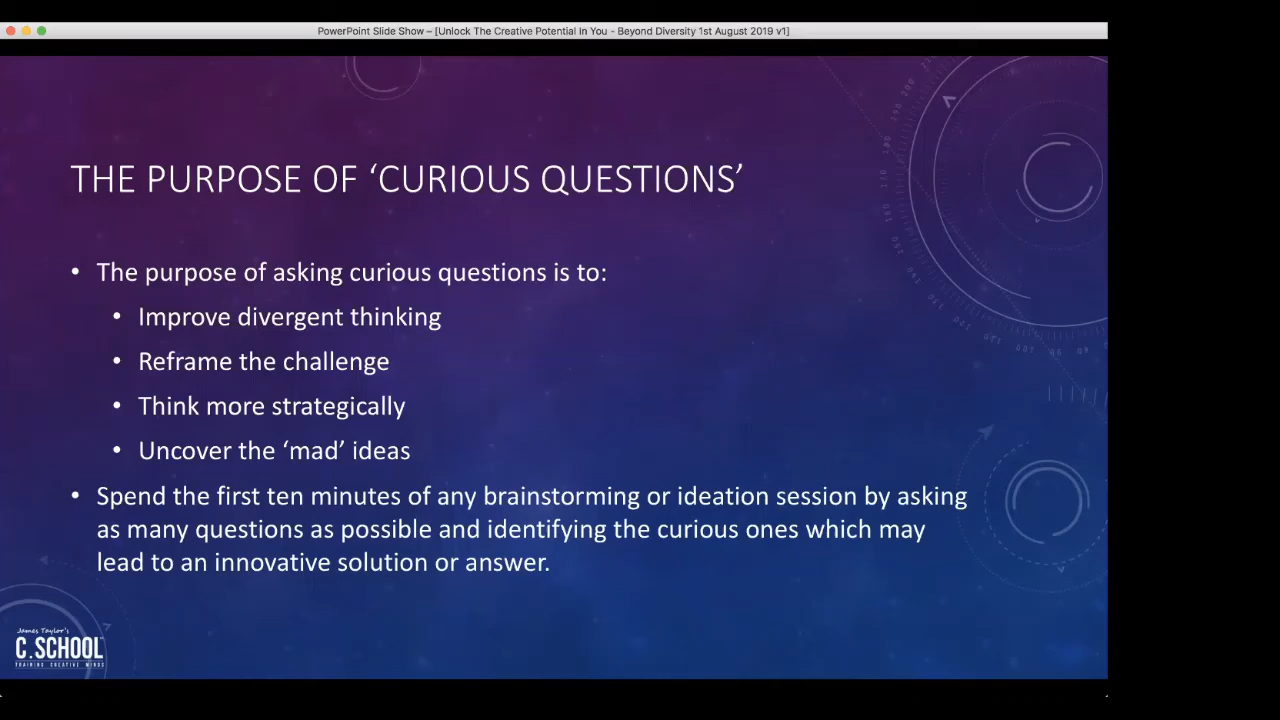 PowerPoint Slide Show – [Unlock The Creative Potential In You - Beyond Diversity 1st August 2019 v1]
THE PURPOSE OF ‘CURIOUS QUESTIONS’
• The purpose of asking curious questions is to:
• Improve divergent thinking
• Reframe the challenge
• Think more strategically
• Uncover the ‘mad’ ideas
• Spend the first ten minutes of any brainstorming or ideation session by asking
as many questions as possible and identifying the curious ones which may
lead to an innovative solution or answer.
James Taylor's
C.SCHOOL
TRAINING CREATIVE MINDS